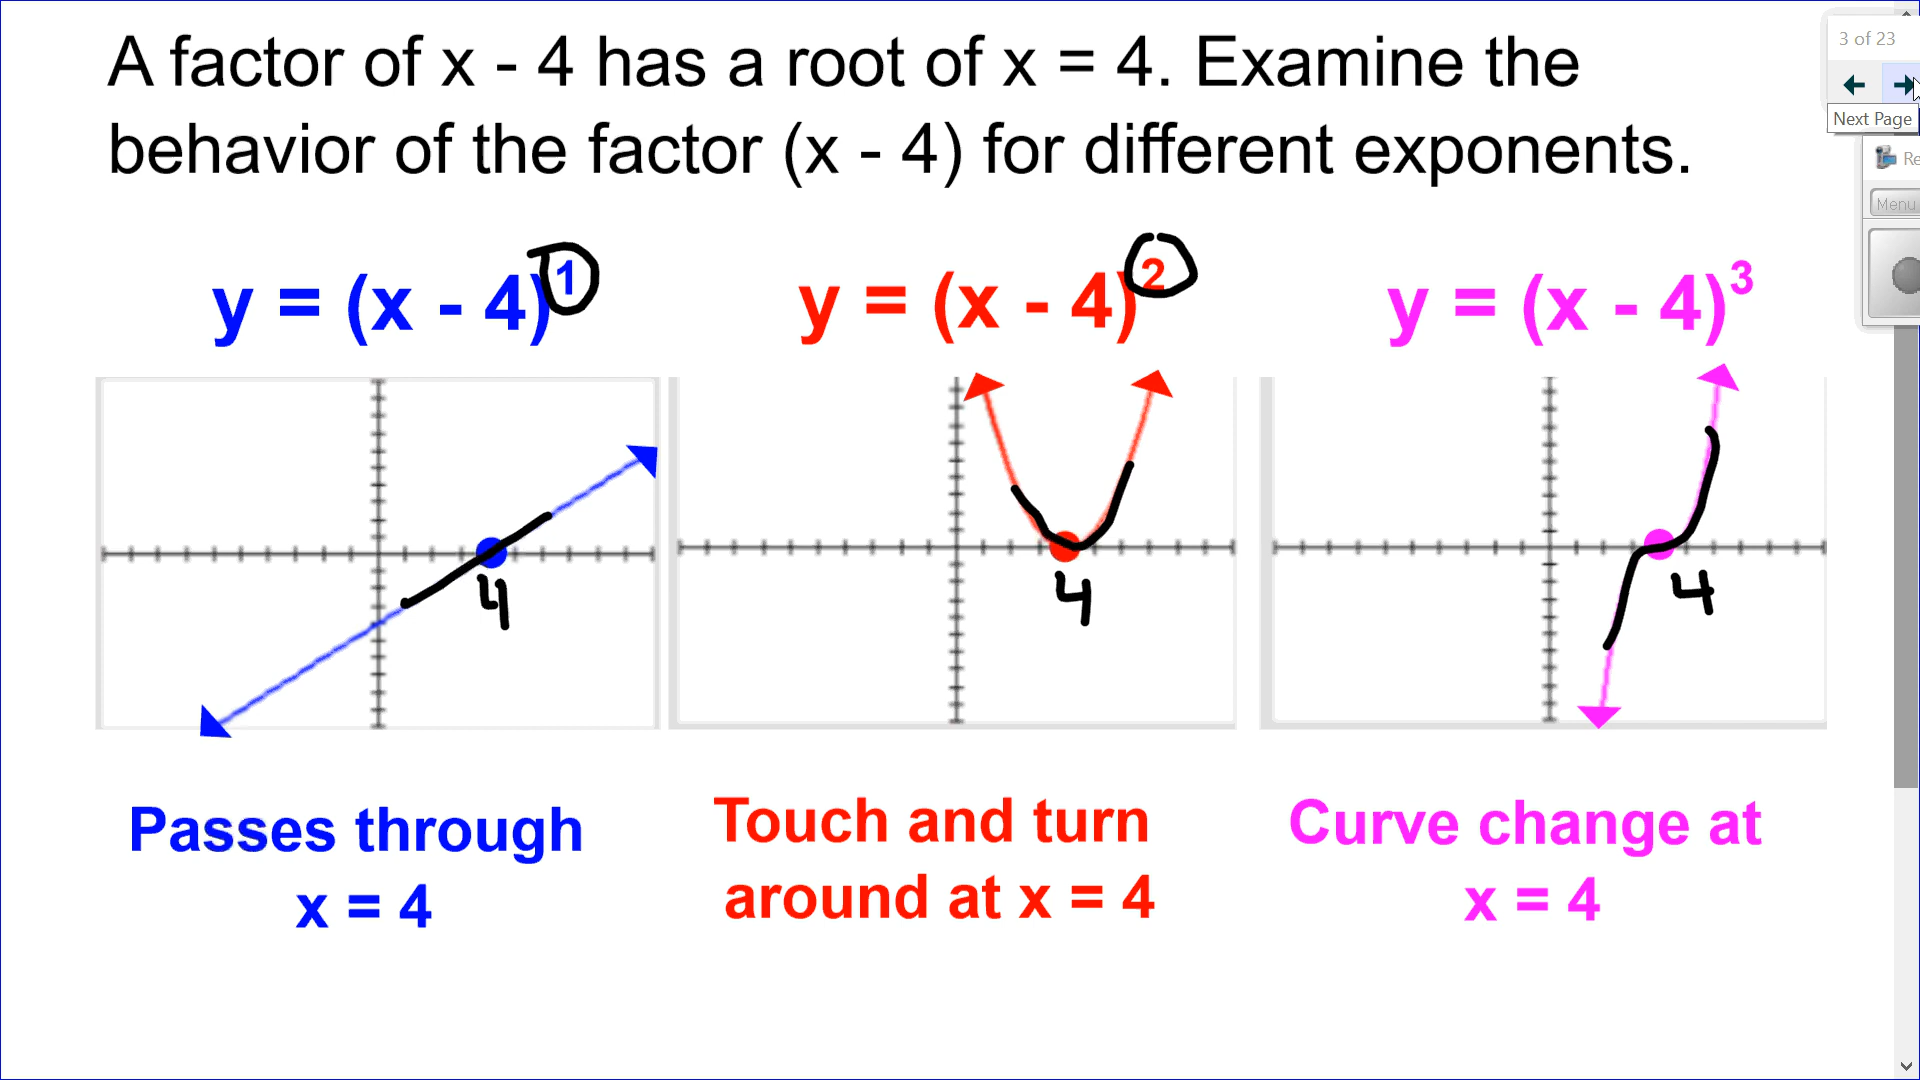 A factor of x - 4 has a root of x = 4. Examine the
behavior of the factor (x - 4) for different exponents.
y = (x - 4)¹
y = (x - 4)²
y = (x - 4)³
4
4
4
Passes through
x = 4
Touch and turn
around at x = 4
Curve change at
x = 4
3 of 23
Next Page
Re
Menu